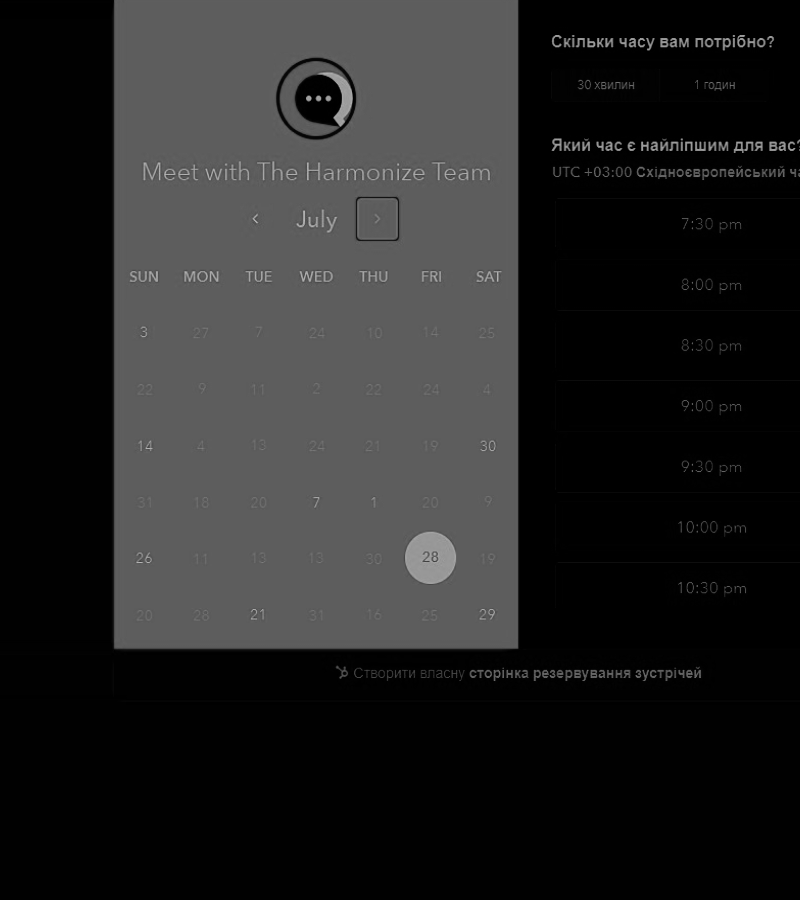 Meet with The Harmonize Team
July
SUN MON TUE WED THU FRI SAT
3 27 7 24 10 14 25
22 9 11 2 22 24 4
14 4 13 24 21 19 30
31 18 20 7 1 20 9
26 11 13 13 30 28 19
20 28 21 31 16 25 29
Скільки часу вам потрібно?
30 хвилин 1 годин
Який час є найліпшим для вас?
UTC +03:00 Східноєвропейський
7:30 pm
8:00 pm
8:30 pm
9:00 pm
9:30 pm
10:00 pm
10:30 pm
Створити власну сторінка резервування зустрічей